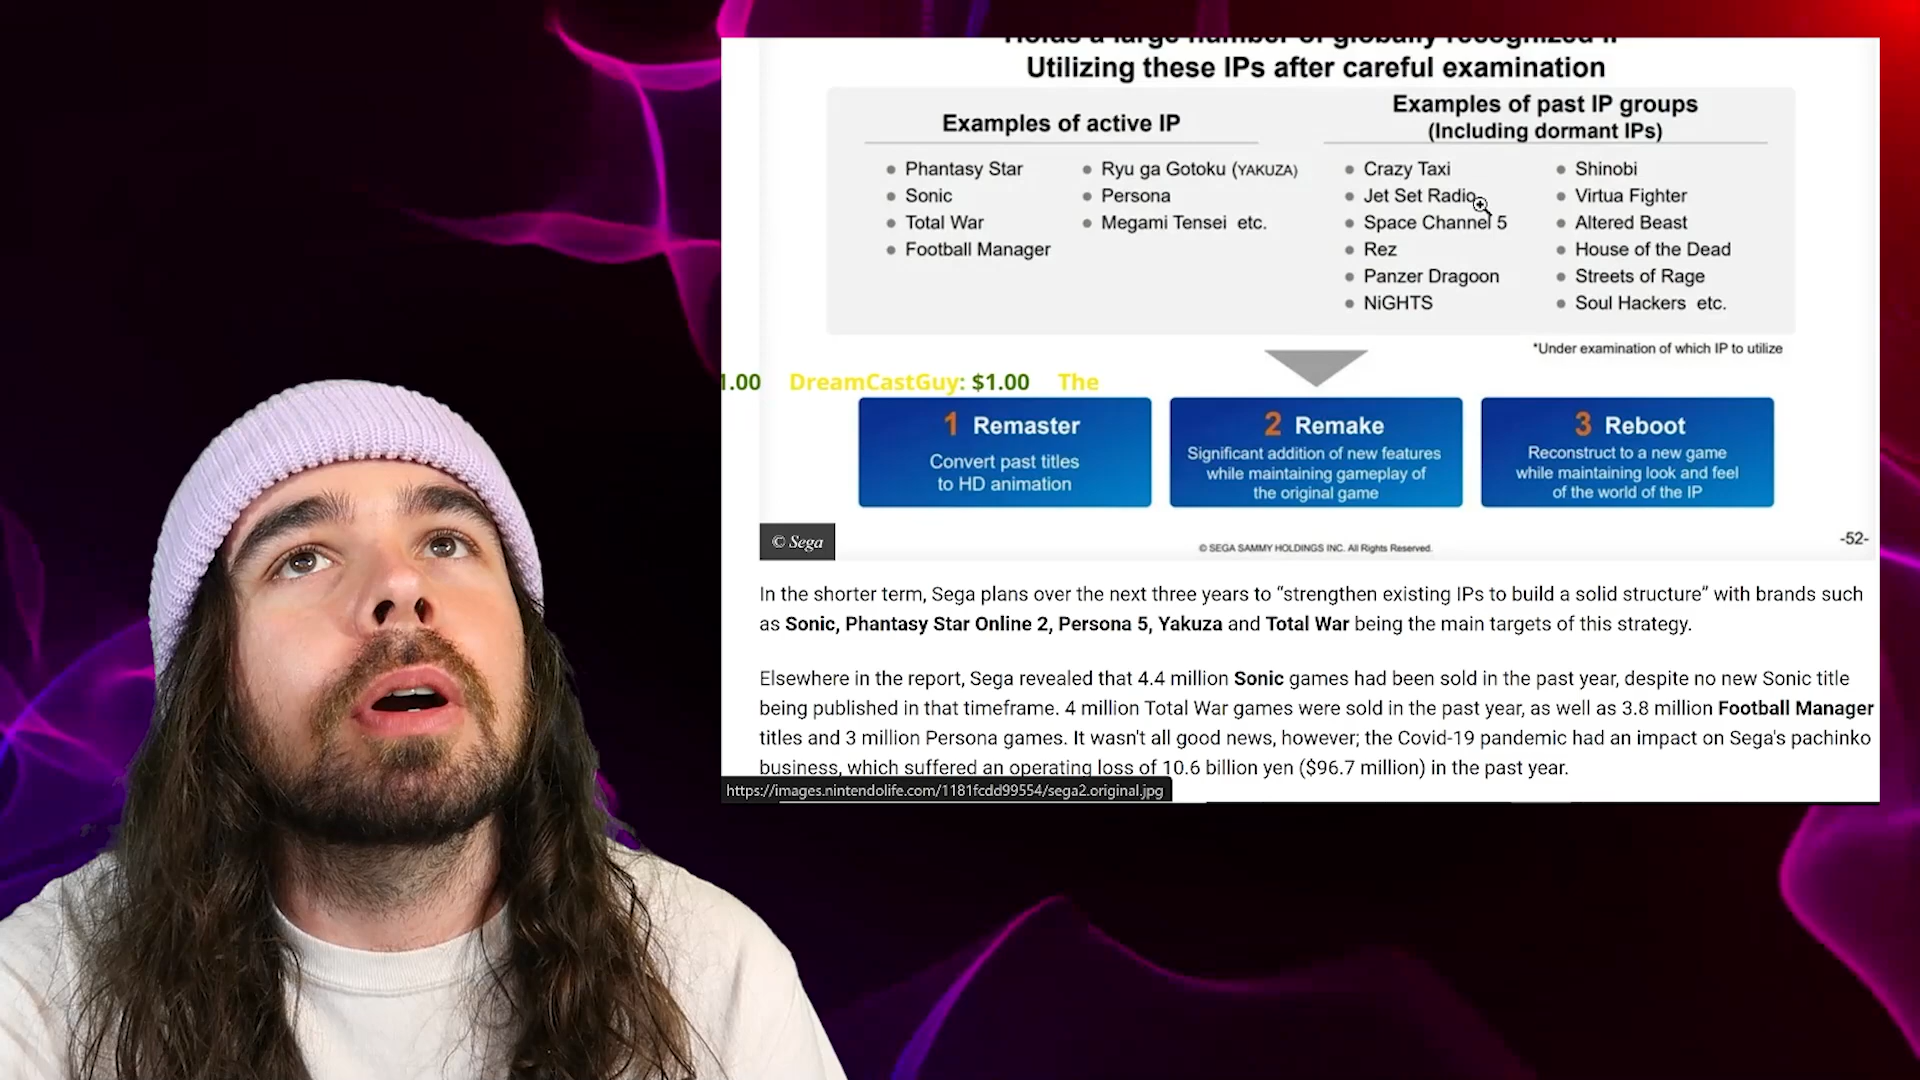 Holds a large number of globally recognized IP
Utilizing these IPs after careful examination
Examples of active IP
Phantasy Star
Sonic
Total War
Football Manager
Ryu ga Gotoku (YAKUZA)
Persona
Megami Tensei etc.
Examples of past IP groups
(Including dormant IPs)
Crazy Taxi
Jet Set Radio
Space Channel 5
Rez
Panzer Dragoon
NiGHTS
Shinobi
Virtua Fighter
Altered Beast
House of the Dead
Streets of Rage
Soul Hackers etc.
*Under examination of which IP to utilize
1.00 DreamCastGuy: $1.00 The
1 Remaster
Convert past titles
to HD animation
2 Remake
Significant addition of new features
while maintaining gameplay of
the original game
3 Reboot
Reconstruct to a new game
while maintaining look and feel
of the world of the IP
© Sega
© SEGA SAMMY HOLDINGS INC. All Rights Reserved.
-52-
In the shorter term, Sega plans over the next three years to “strengthen existing IPs to build a solid structure” with brands such
as Sonic, Phantasy Star Online 2, Persona 5, Yakuza and Total War being the main targets of this strategy.
Elsewhere in the report, Sega revealed that 4.4 million Sonic games had been sold in the past year, despite no new Sonic title
being published in that timeframe. 4 million Total War games were sold in the past year, as well as 3.8 million Football Manager
titles and 3 million Persona games. It wasn't all good news, however; the Covid-19 pandemic had an impact on Sega's pachinko
business, which suffered an operating loss of 10.6 billion yen ($96.7 million) in the past year.
https://images.nintendolife.com/1181fcdd99554/sega2.original.jpg